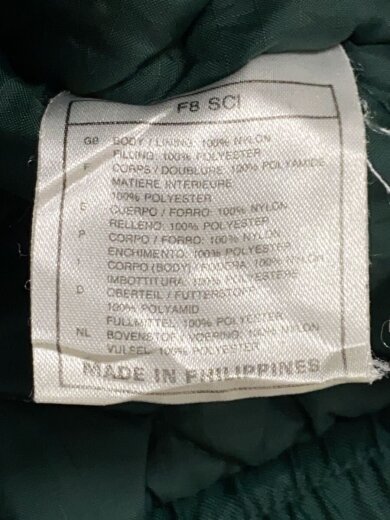 F8 SCI
GB BODY / LINING: 100% NYLON
FILLING: 100% POLYESTER
F CORPS / DOUBLURE: 100% POLYAMIDE
MATIERE INTERIEURE
100% POLYESTER
E CUERPO / FORRO: 100% NYLON
RELLENO: 100% POLYESTER
P CORPO / FORRO: 100% NYLON
ENCHIMENTO: 100% POLYESTER
I CORPO (BODY) / FODERA: 100% NYLON
IMBOTTITURA: 100% POLYESTERE
D OBERTEIL / FUTTERSTOFF
100% POLYAMID
FULLMITTEL: 100% POLYESTER
NL BOVENSTOF / VOERING: 100% NYLON
VULSEL: 100% POLYESTER
MADE IN PHILIPPINES